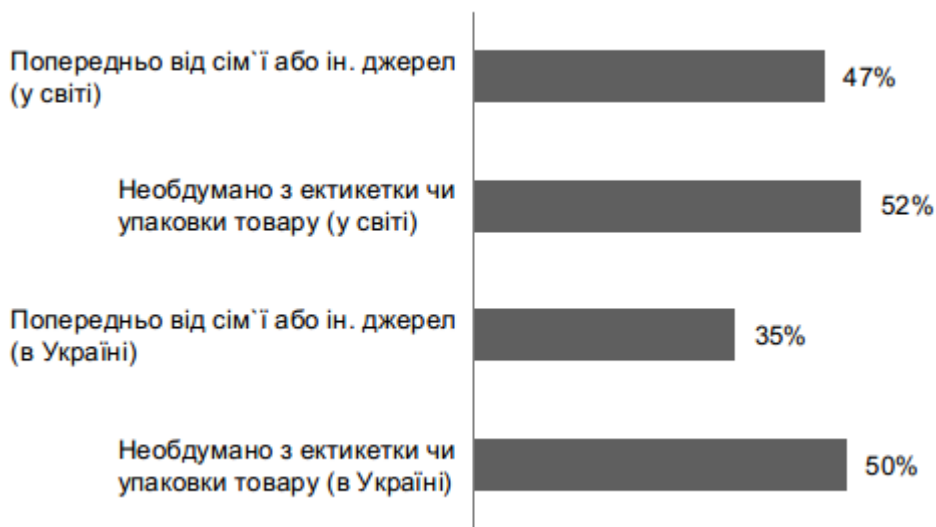 Попередньо від сім`ї або ін. джерел
(у світі)
47%
Необдумано з ектикетки чи
упаковки товару (у світі)
52%
Попередньо від сім`ї або ін. джерел
(в Україні)
35%
Необдумано з ектикетки чи
упаковки товару (в Україні)
50%